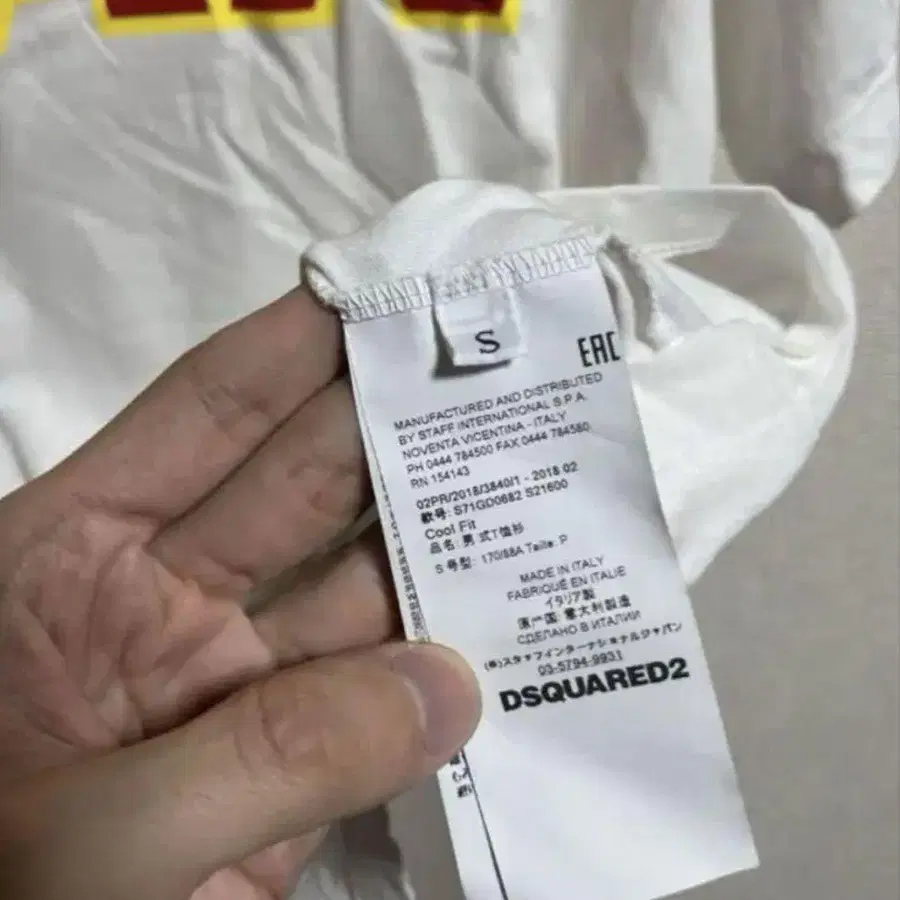 S
EAC
MANUFACTURED AND DISTRIBUTED
BY STAFF INTERNATIONAL S.P.A.
NOVENTA VICENTINA - ITALY
PH 0444 784500 FAX 0444 784580
RN 154143
02PR/2018/3840/1 - 2018 02
款号: S71GD0682 S21600
Cool Fit
品名: 男式T恤衫
S 号型: 170/88A Taille. P
MADE IN ITALY
FABRIQUÉ EN ITALIE
イタリア製
原产国: 意大利製造
СДЕЛАНО В ИТАЛИИ
(株)スタッフインターナショナルジャパン
03-5794-9931
DSQUARED2